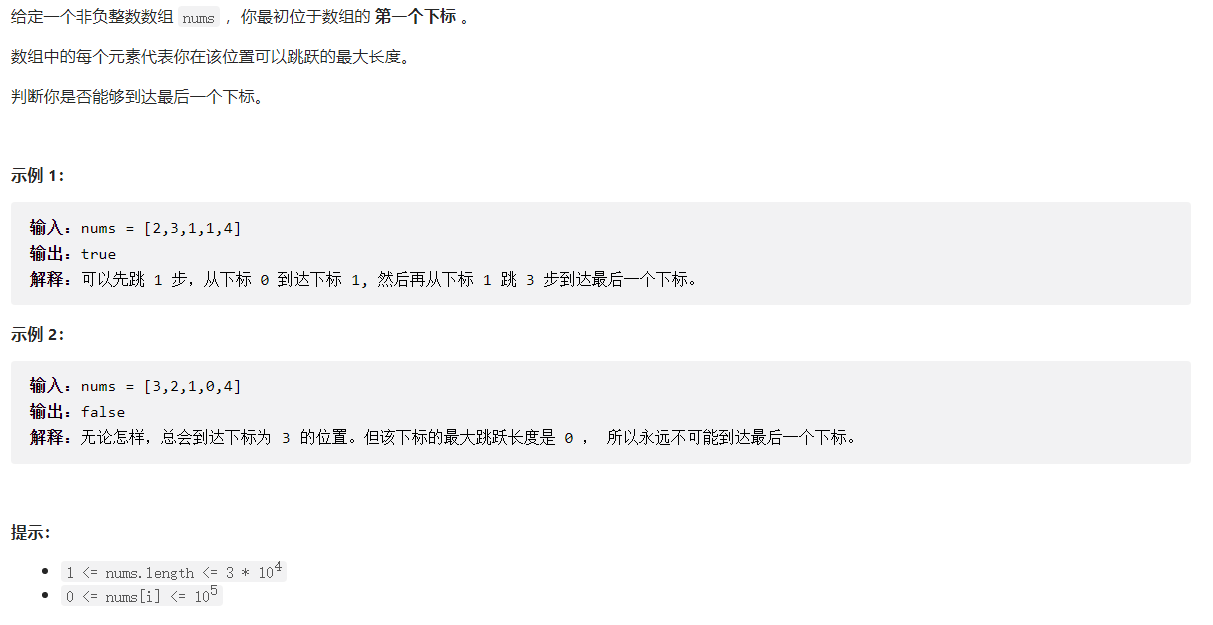 给定一个非负整数数组 nums ，你最初位于数组的 第一个下标 。
数组中的每个元素代表你在该位置可以跳跃的最大长度。
判断你是否能够到达最后一个下标。
示例 1：
输入：nums = [2,3,1,1,4]
输出：true
解释：可以先跳 1 步，从下标 0 到达下标 1, 然后再从下标 1 跳 3 步到达最后一个下标。
示例 2：
输入：nums = [3,2,1,0,4]
输出：false
解释：无论怎样，总会到达下标为 3 的位置。但该下标的最大跳跃长度是 0 ， 所以永远不可能到达最后一个下标。
提示：
1 <= nums.length <= 3 * 10⁴
0 <= nums[i] <= 10⁵